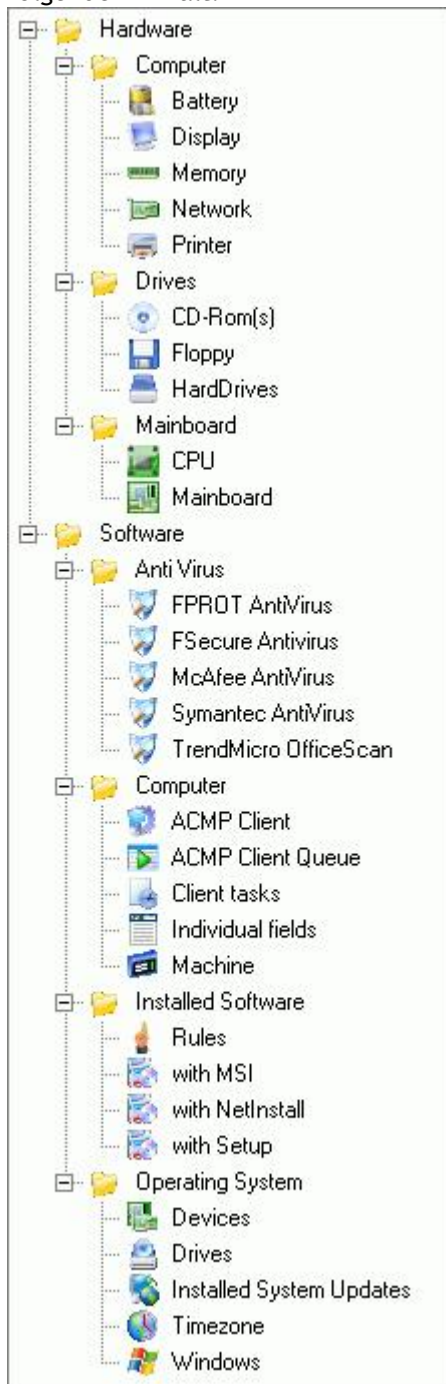 Hardware
Computer
Battery
Display
Memory
Network
Printer
Drives
CD-Rom(s)
Floppy
HardDrives
Mainboard
CPU
Mainboard
Software
Anti Virus
FPROT AntiVirus
FSecure Antivirus
McAfee AntiVirus
Symantec AntiVirus
TrendMicro OfficeScan
Computer
ACMP Client
ACMP Client Queue
Client tasks
Individual fields
Machine
Installed Software
Rules
with MSI
with NetInstall
with Setup
Operating System
Devices
Drives
Installed System Updates
Timezone
Windows